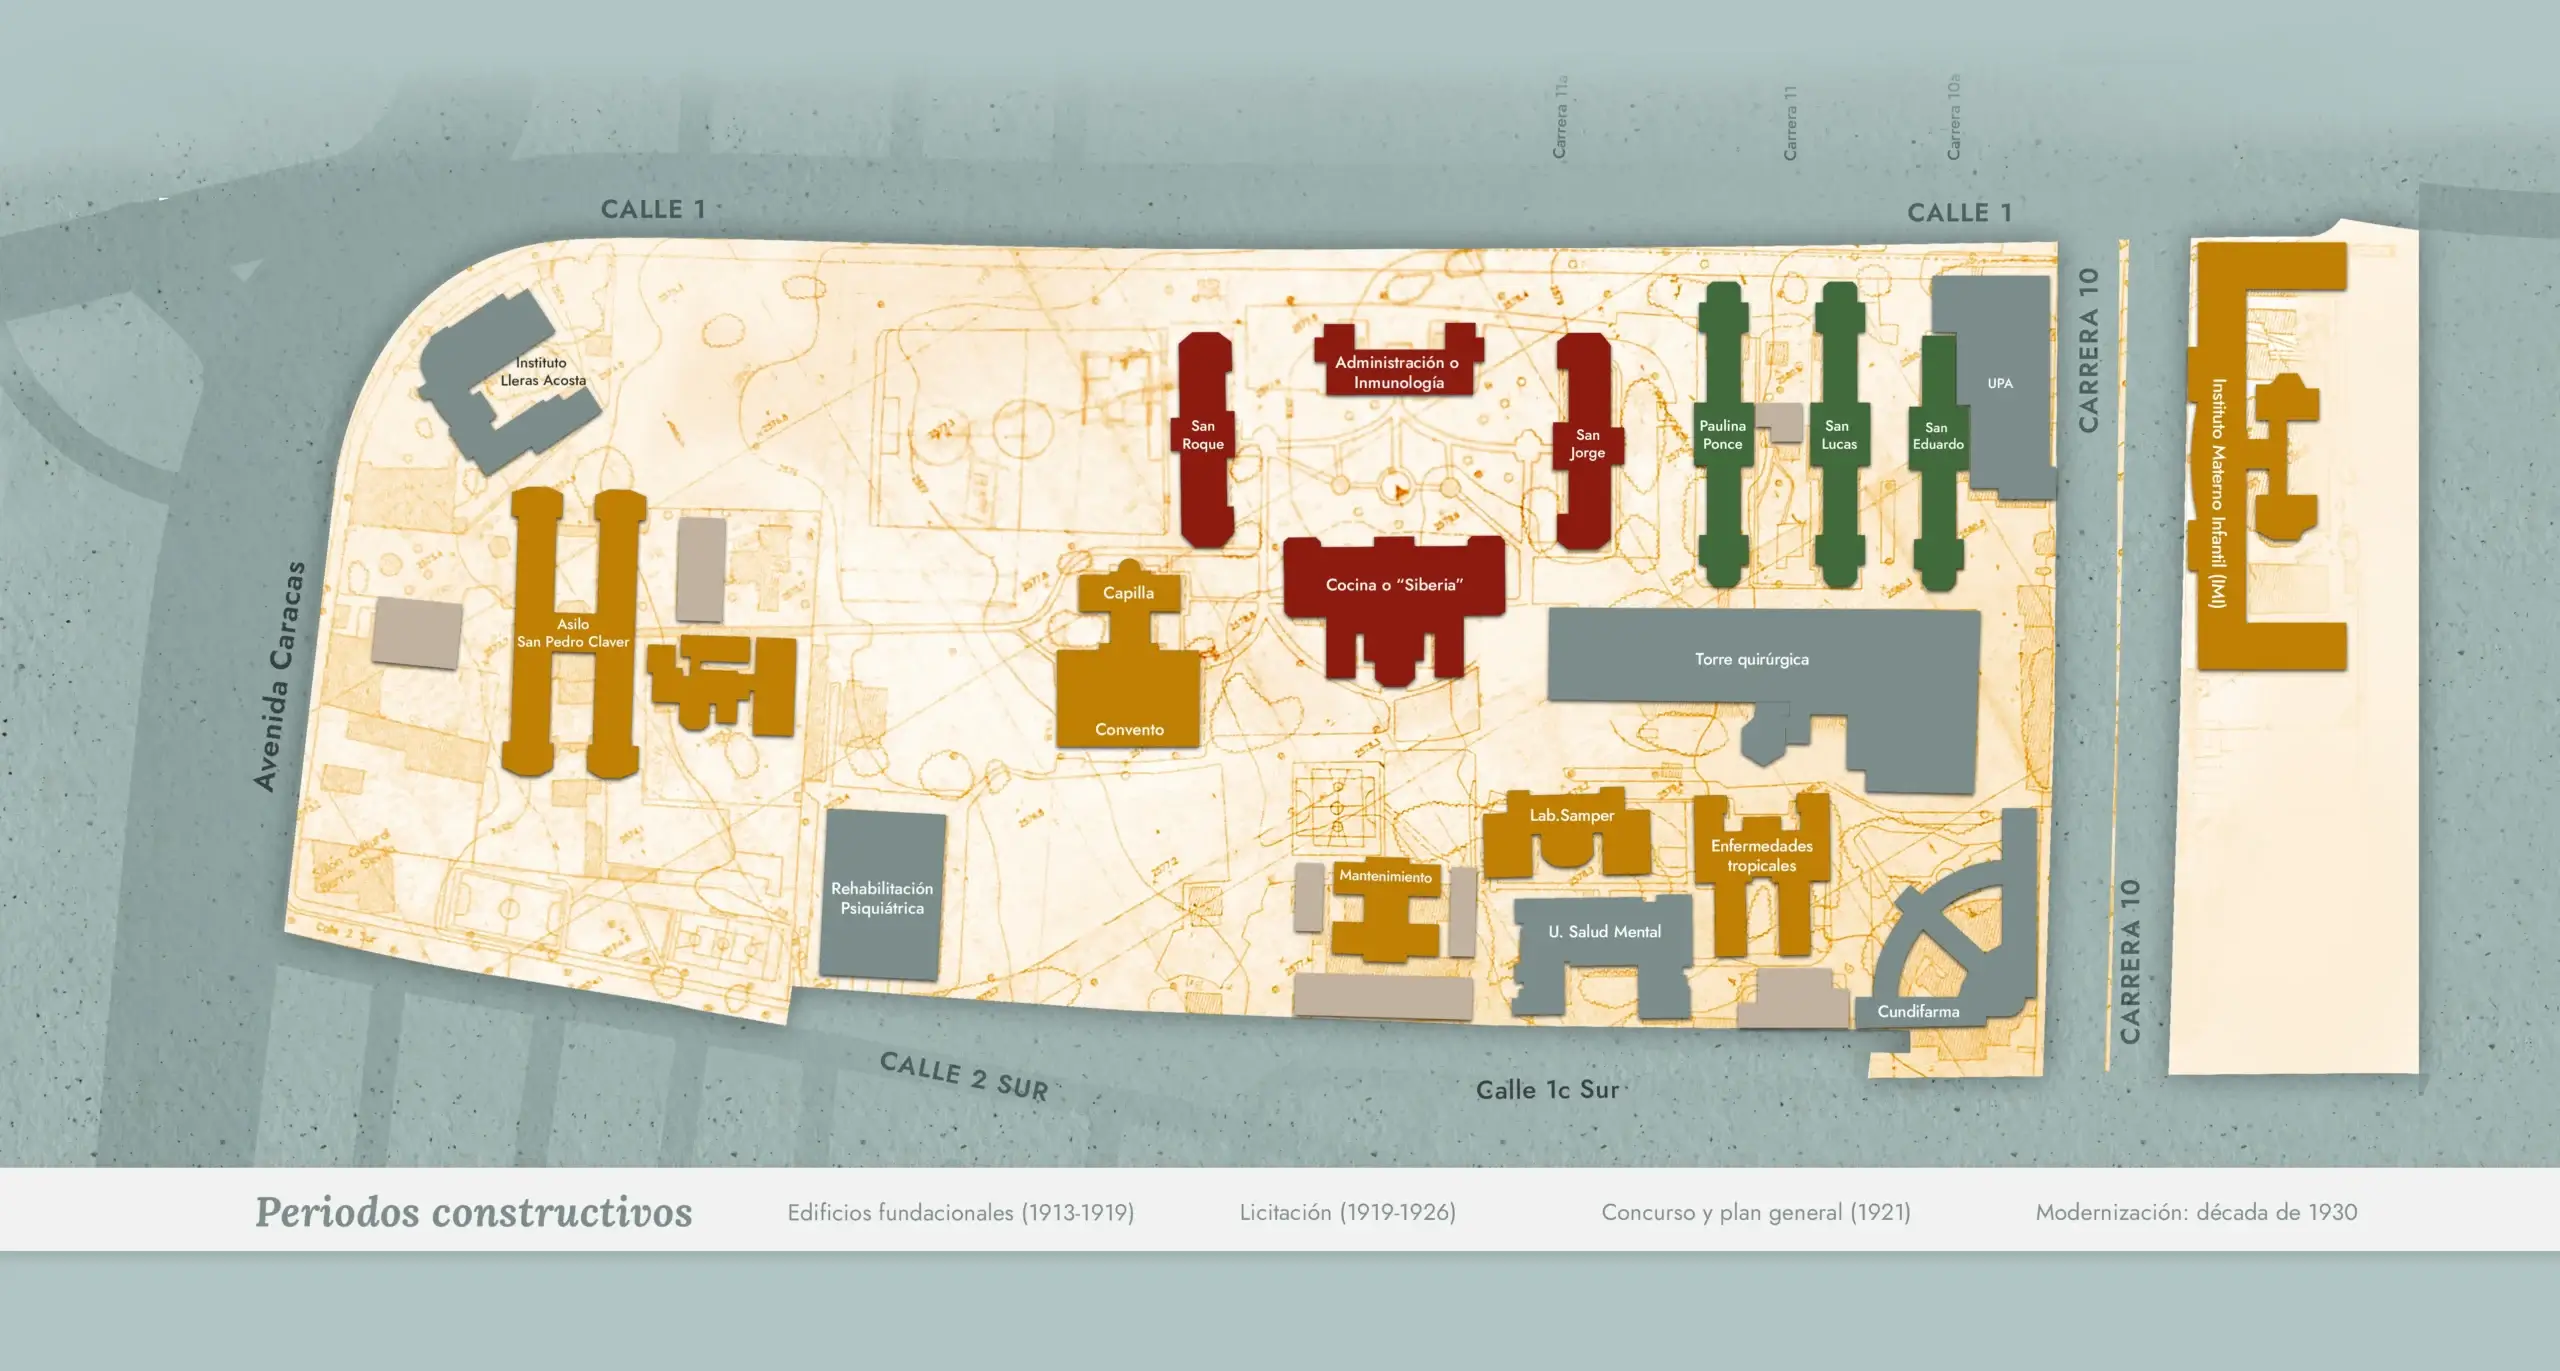 Carrera 11a
Carrera 11
Carrera 10a
CALLE 1
CALLE 1
CARRERA 10
Instituto
Lleras Acosta
Administración o
Inmunología
San
Roque
San
Jorge
Paulina
Ponce
San
Lucas
San
Eduardo
UPA
Instituto Materno Infantil (IMI)
Avenida Caracas
Asilo
San Pedro Claver
Capilla
Convento
Cocina o “Siberia”
Torre quirúrgica
Lab.Samper
Enfermedades
tropicales
Mantenimiento
Rehabilitación
Psiquiátrica
U. Salud Mental
Cundifarma
CARRERA 10
Calle 2 Sur
CALLE 2 SUR
Calle 1c Sur
Periodos constructivos
Edificios fundacionales (1913-1919)
Licitación (1919-1926)
Concurso y plan general (1921)
Modernización: década de 1930